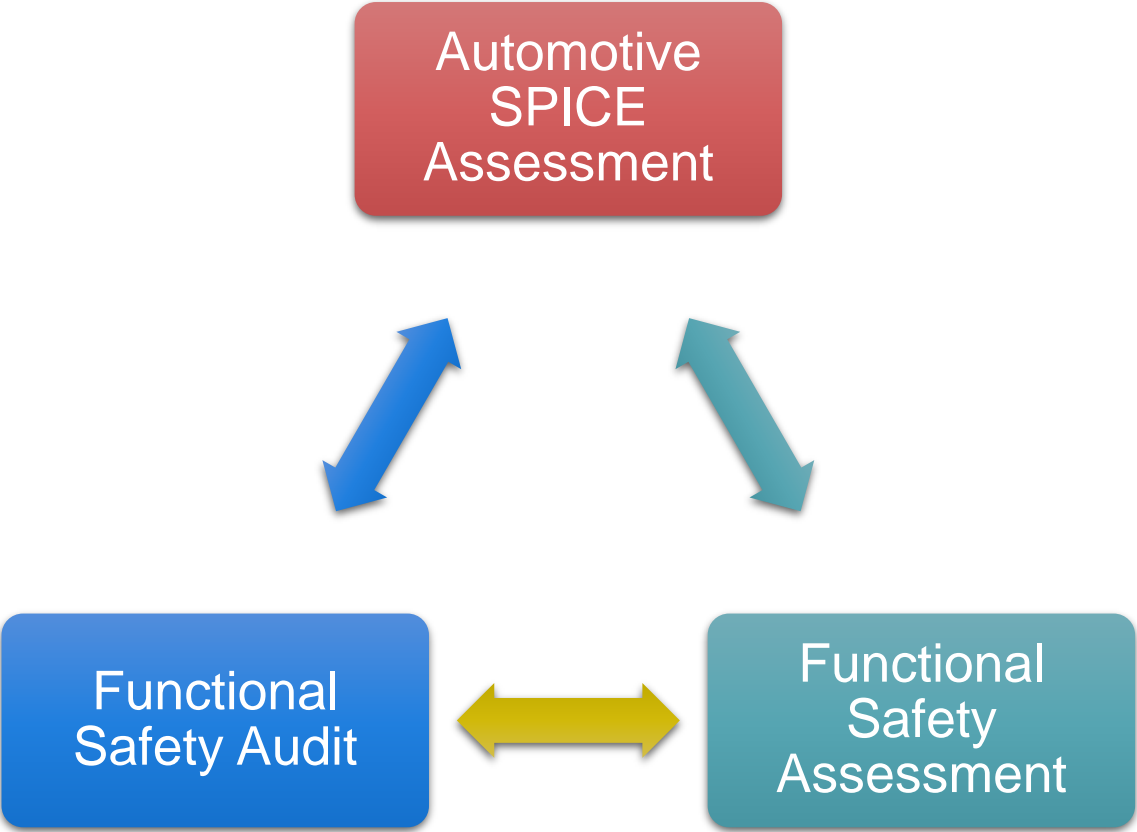 Automotive
SPICE
Assessment
Functional
Safety Audit
Functional
Safety
Assessment